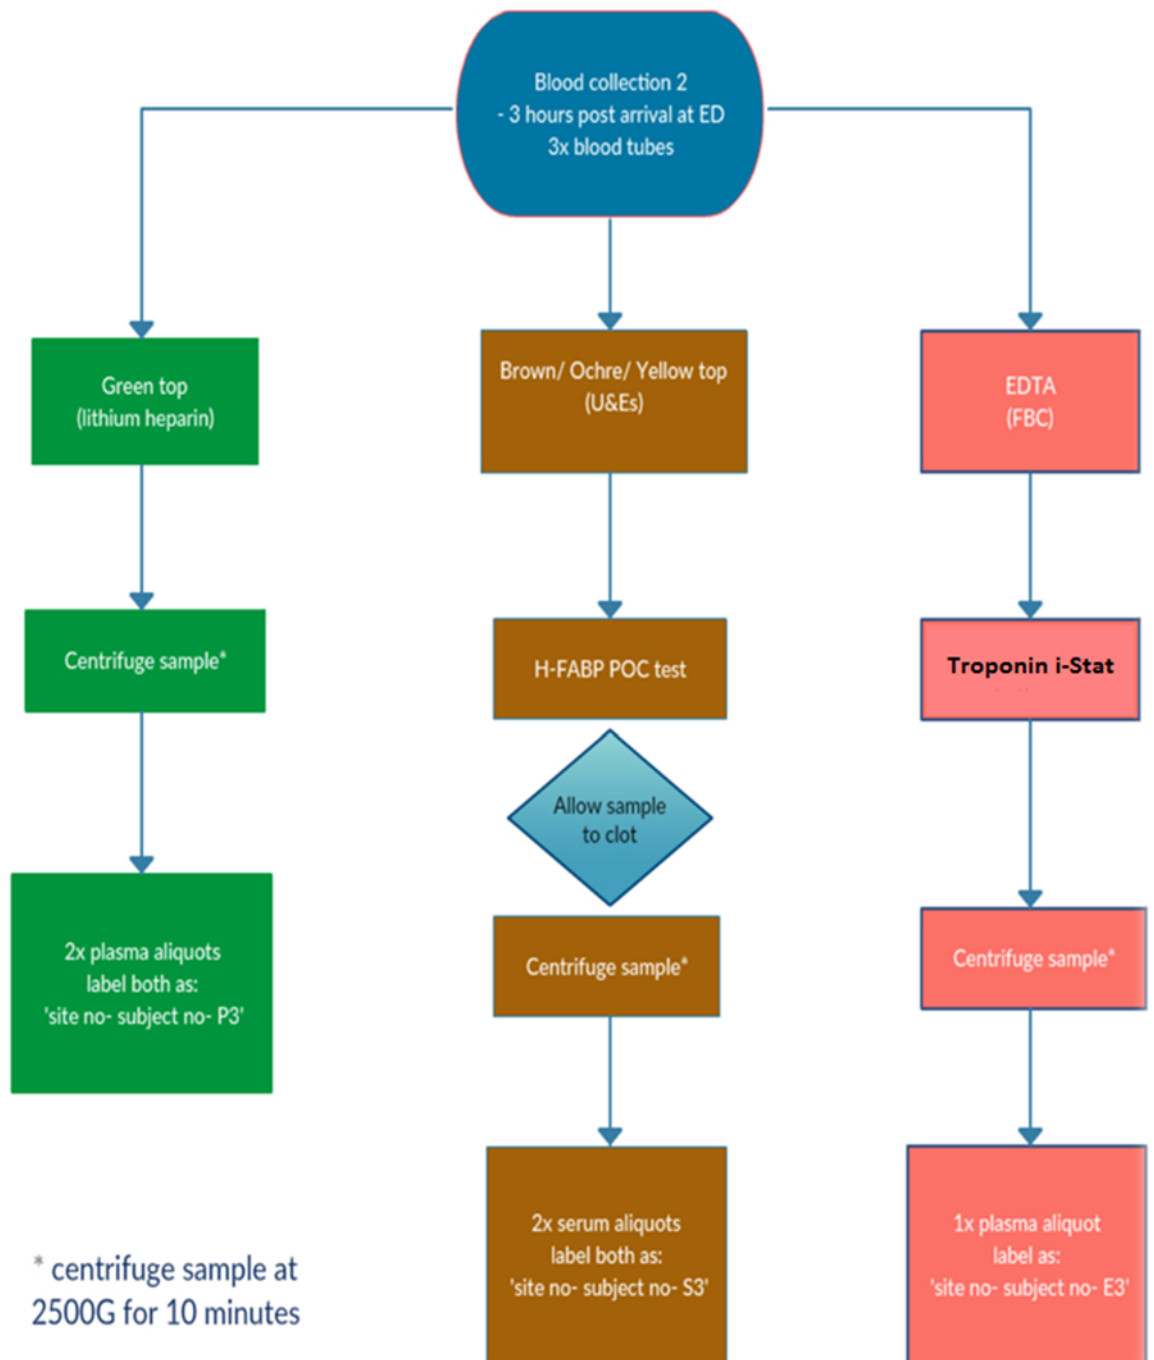 Blood collection 2
- 3 hours post arrival at ED
3x blood tubes
Green top
(lithium heparin)
Brown/ Ochre/ Yellow top
(U&Es)
EDTA
(FBC)
Centrifuge sample*
H-FABP POC test
Troponin i-Stat
Allow sample
to clot
2x plasma aliquots
label both as:
'site no- subject no- P3'
Centrifuge sample*
Centrifuge sample*
2x serum aliquots
label both as:
'site no- subject no- S3'
1x plasma aliquot
label as:
'site no- subject no- E3'
* centrifuge sample at
2500G for 10 minutes